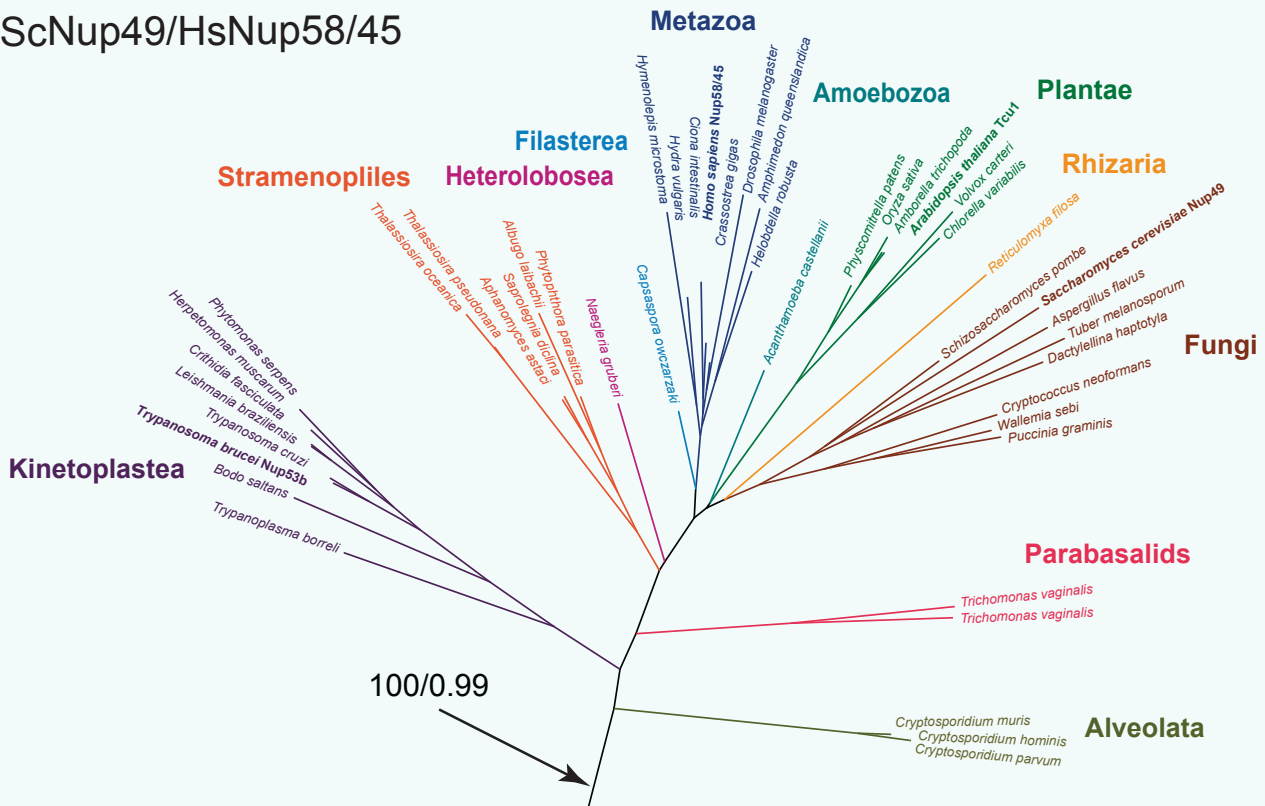 ScNup49/HsNup58/45
Metazoa
Amoebozoa
Plantae
Filasterea
Rhizaria
Stramenopliles
Heterolobosea
Kinetoplastea
Fungi
Parabasalids
Alveolata
100/0.99
Phytomonas serpens
Herpetomonas muscarum
Crithidia fasciculata
Leishmania braziliensis
Trypanosoma cruzi
Trypanosoma brucei Nup53b
Bodo saltans
Trypanoplasma borreli
Thalassiosira oceanica
Thalassiosira pseudonana
Aphanomyces astaci
Saprolegnia diclina
Albugo laibachii
Phytophthora parasitica
Naegleria gruberi
Capsaspora owczarzaki
Hymenolepis microstoma
Hydra vulgaris
Ciona intestinalis
Homo sapiens Nup58/45
Crassostrea gigas
Drosophila melanogaster
Amphimedon queenslandica
Helobdella robusta
Acanthamoeba castellanii
Physcomitrella patens
Oryza sativa
Amborella trichopoda
Arabidopsis thaliana Tcu1
Volvox carteri
Chlorella variabilis
Reticulomyxa filosa
Schizosaccharomyces pombe
Saccharomyces cerevisiae Nup49
Aspergillus flavus
Tuber melanosporum
Dactylellina haptotyla
Cryptococcus neoformans
Wallemia sebi
Puccinia graminis
Trichomonas vaginalis
Trichomonas vaginalis
Cryptosporidium muris
Cryptosporidium hominis
Cryptosporidium parvum